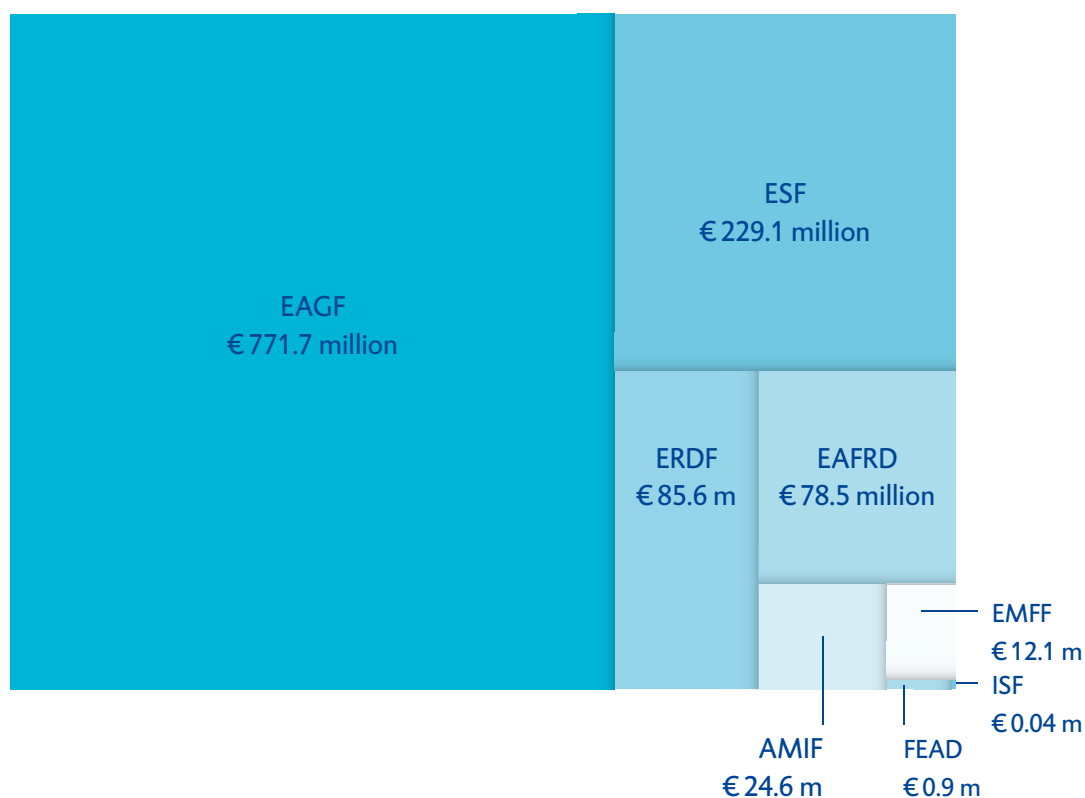 EAGF
€ 771.7 million
ESF
€ 229.1 million
ERDF
€ 85.6 m
EAFRD
€ 78.5 million
EMFF
€ 12.1 m
ISF
€ 0.04 m
AMIF
€ 24.6 m
FEAD
€ 0.9 m